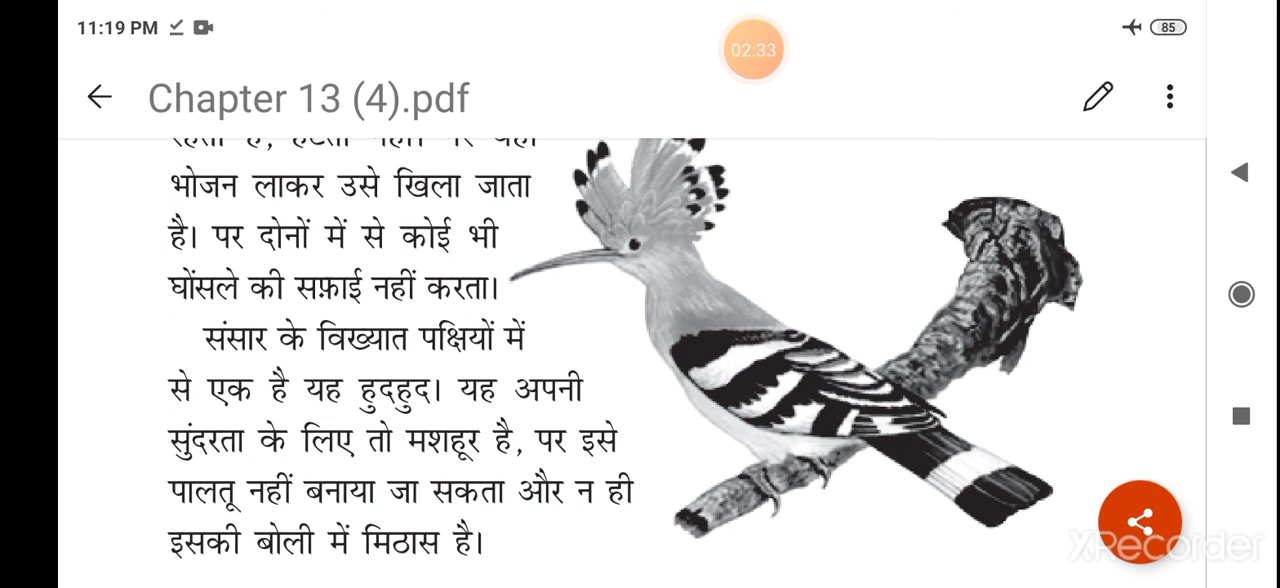 11:19 PM
02:33
85
Chapter 13 (4).pdf
भोजन लाकर उसे खिला जाता
है। पर दोनों में से कोई भी
घोंसले की सफ़ाई नहीं करता।
संसार के विख्यात पक्षियों में
से एक है यह हुदहुद। यह अपनी
सुंदरता के लिए तो मशहूर है, पर इसे
पालतू नहीं बनाया जा सकता और न ही
इसकी बोली में मिठास है।
XRecorder